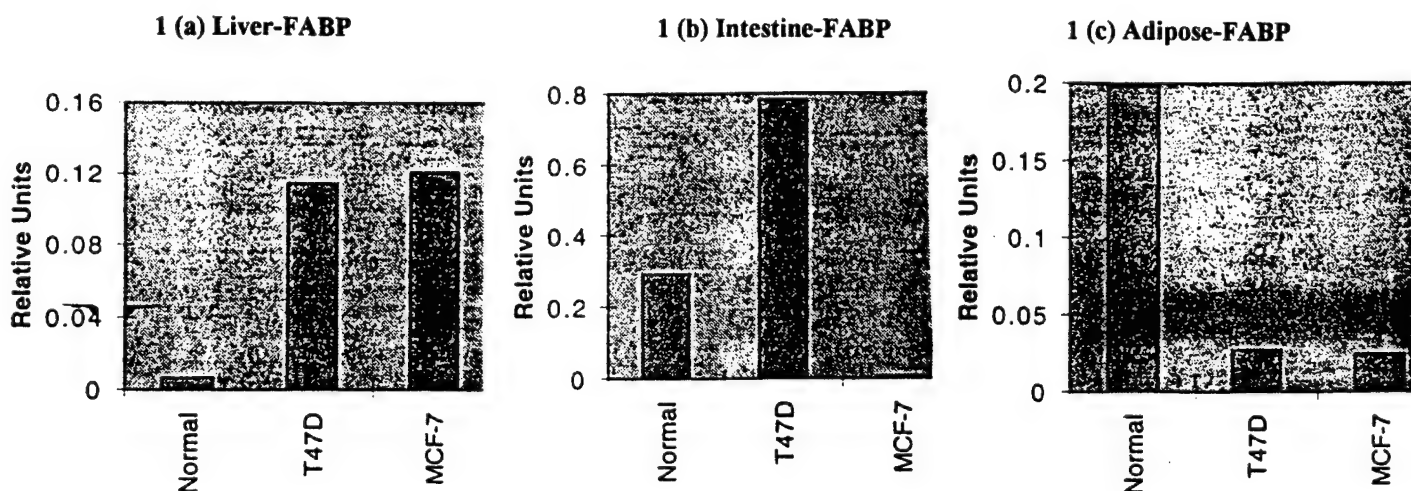 1 (a) Liver-FABP
Relative Units
0.16
0.12
0.08
0.04
0
Normal
T47D
MCF-7
1 (b) Intestine-FABP
Relative Units
0.8
0.6
0.4
0.2
0
Normal
T47D
MCF-7
1 (c) Adipose-FABP
Relative Units
0.2
0.15
0.1
0.05
0
Normal
T47D
MCF-7